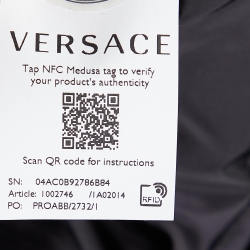 VERSACE
Tap NFC Medusa tag to verify
your product's authenticity
Scan QR code for instructions
SN: 04AC0B92786B84
Article: 1002746 /1A02014
PO: PROABB/2732/1
RFID